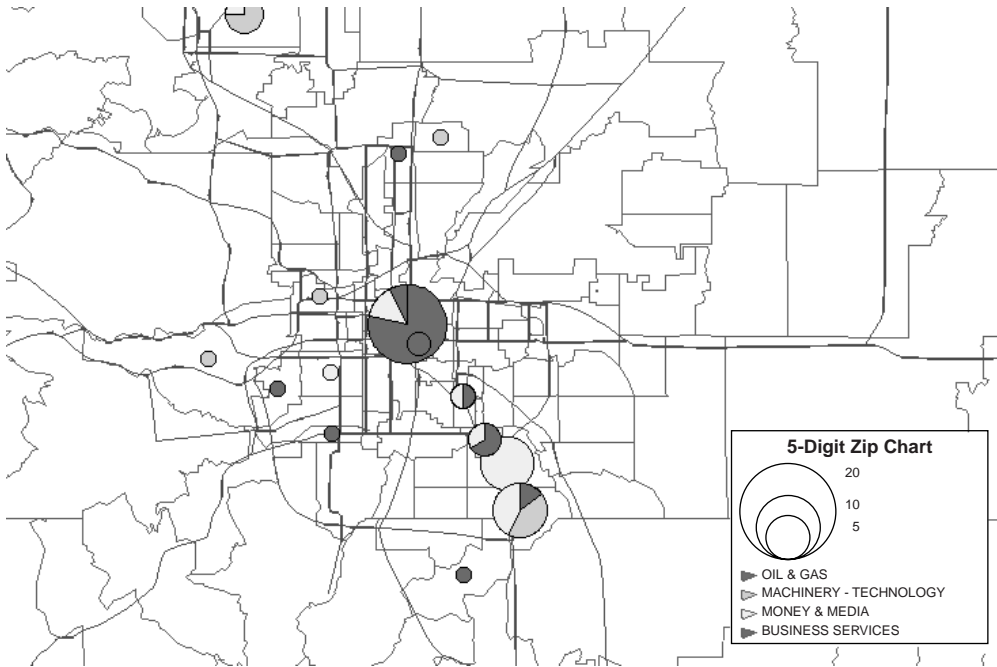 5-Digit Zip Chart
20
10
5
OIL & GAS
MACHINERY - TECHNOLOGY
MONEY & MEDIA
BUSINESS SERVICES